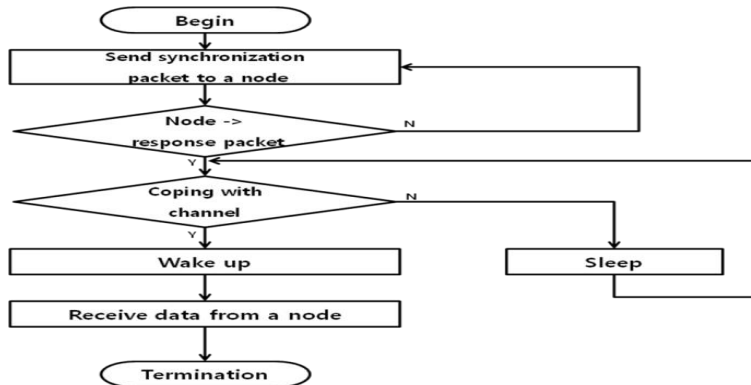 Begin
Send synchronization
packet to a node
Node ->
response packet
N
Y
Coping with
channel
N
Y
Wake up
Sleep
Receive data from a node
Termination